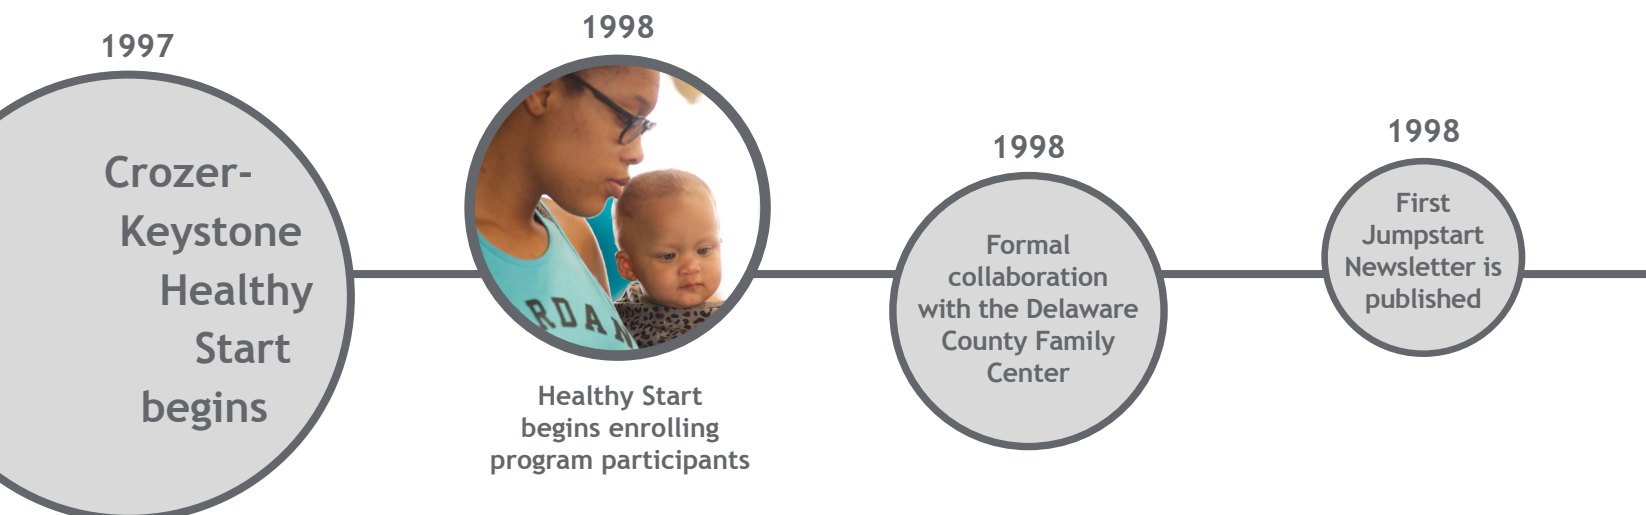 1997
Crozer-
Keystone
Healthy
Start
begins
1998
RDAN
Healthy Start
begins enrolling
program participants
1998
Formal
collaboration
with the Delaware
County Family
Center
1998
First
Jumpstart
Newsletter is
published